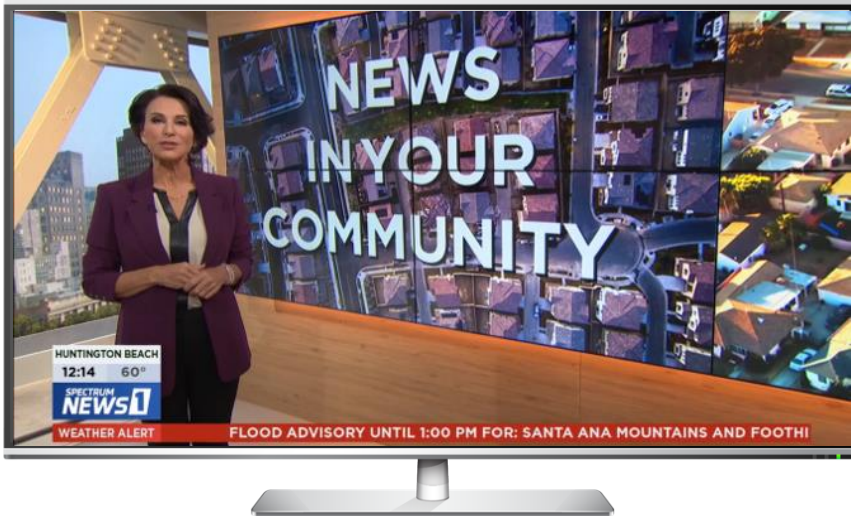 NEWS
IN YOUR
COMMUNITY
HUNTINGTON BEACH
12:14 60°
SPECTRUM
NEWS 1
WEATHER ALERT FLOOD ADVISORY UNTIL 1:00 PM FOR: SANTA ANA MOUNTAINS AND FOOTHI